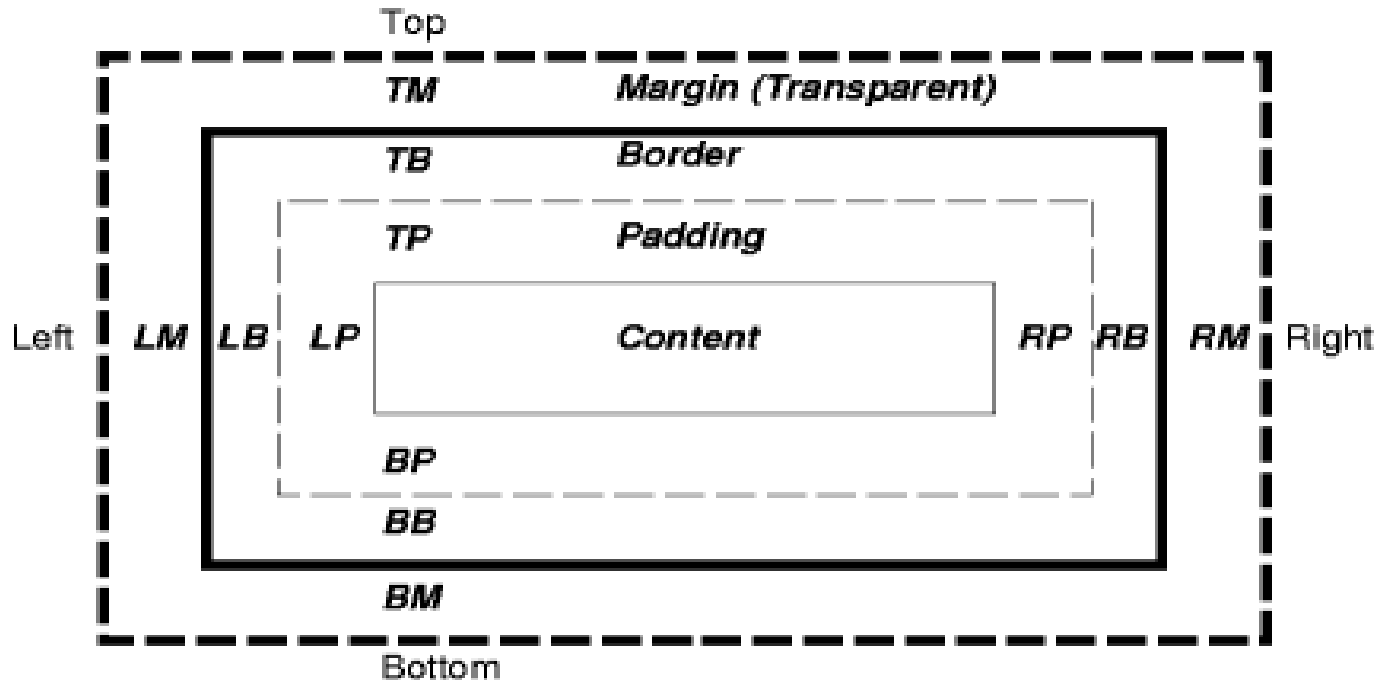 Top
TM Margin (Transparent)
TB Border
TP Padding
Left LM LB LP Content RP RB RM Right
BP
BB
BM
Bottom